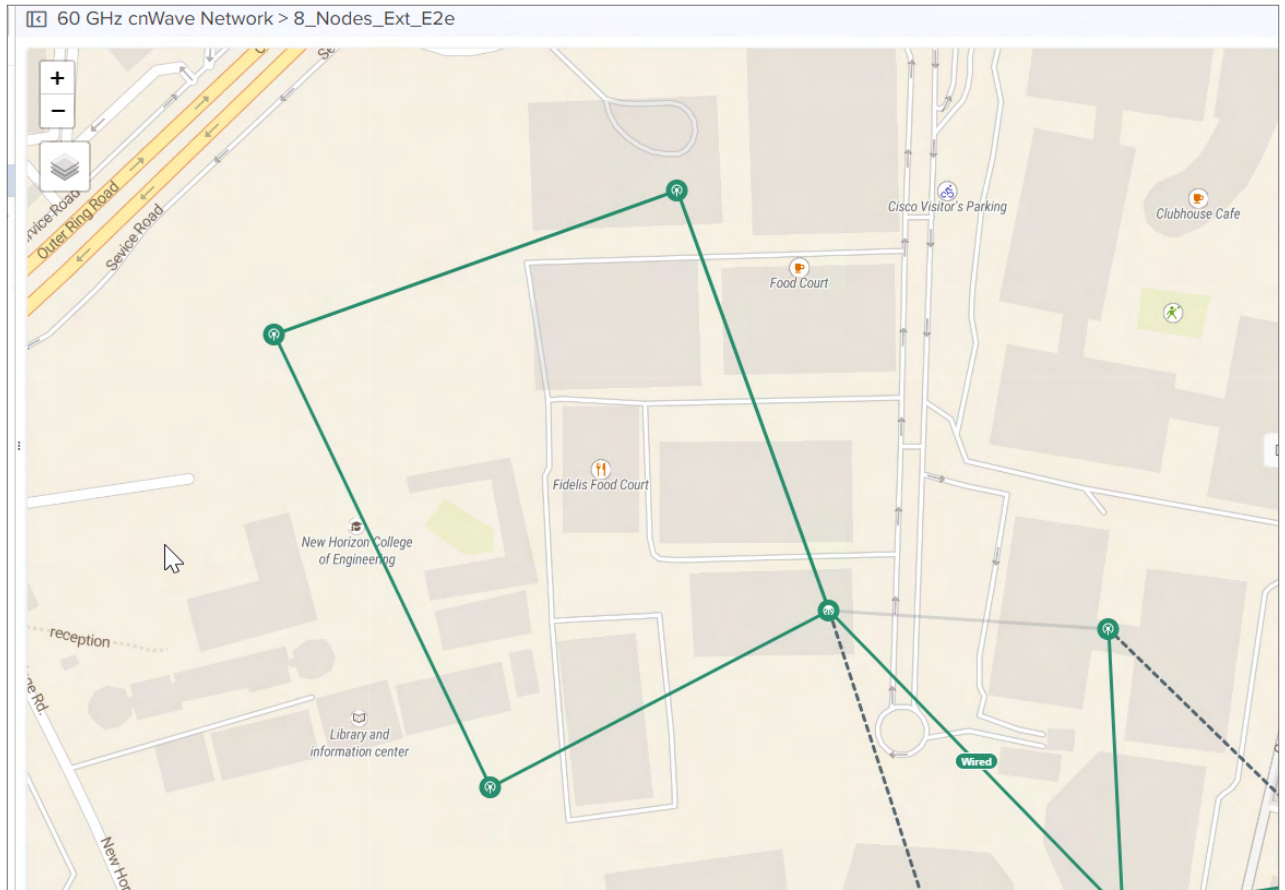 60 GHz cnWave Network > 8_Nodes_Ext_E2e
+
−
Outer Ring Road
Sevice Road
Cisco Visitor's Parking
Clubhouse Cafe
Food Court
Fidelis Food Court
New Horizon College
of Engineering
reception
Library and
information center
Wired